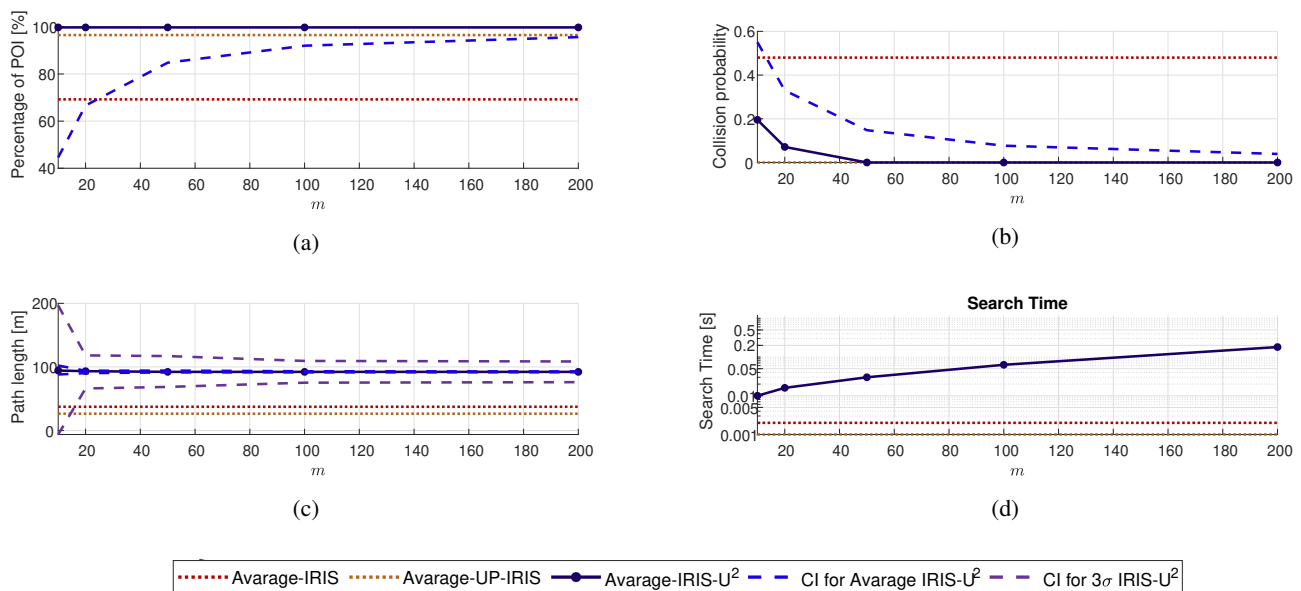 Percentage of POI [%]
100
80
60
40
20 40 60 80 100 120 140 160 180 200
m
(a)
Collision probability
0.6
0.4
0.2
0
20 40 60 80 100 120 140 160 180 200
m
(b)
Path length [m]
200
100
0
20 40 60 80 100 120 140 160 180 200
m
(c)
Search Time
Search Time [s]
0.5
0.2
0.05
0.01
0.005
0.001
20 40 60 80 100 120 140 160 180 200
m
(d)
Avarage-IRIS Avarage-UP-IRIS Avarage-IRIS-U² CI for Avarage IRIS-U² CI for 3σ IRIS-U²